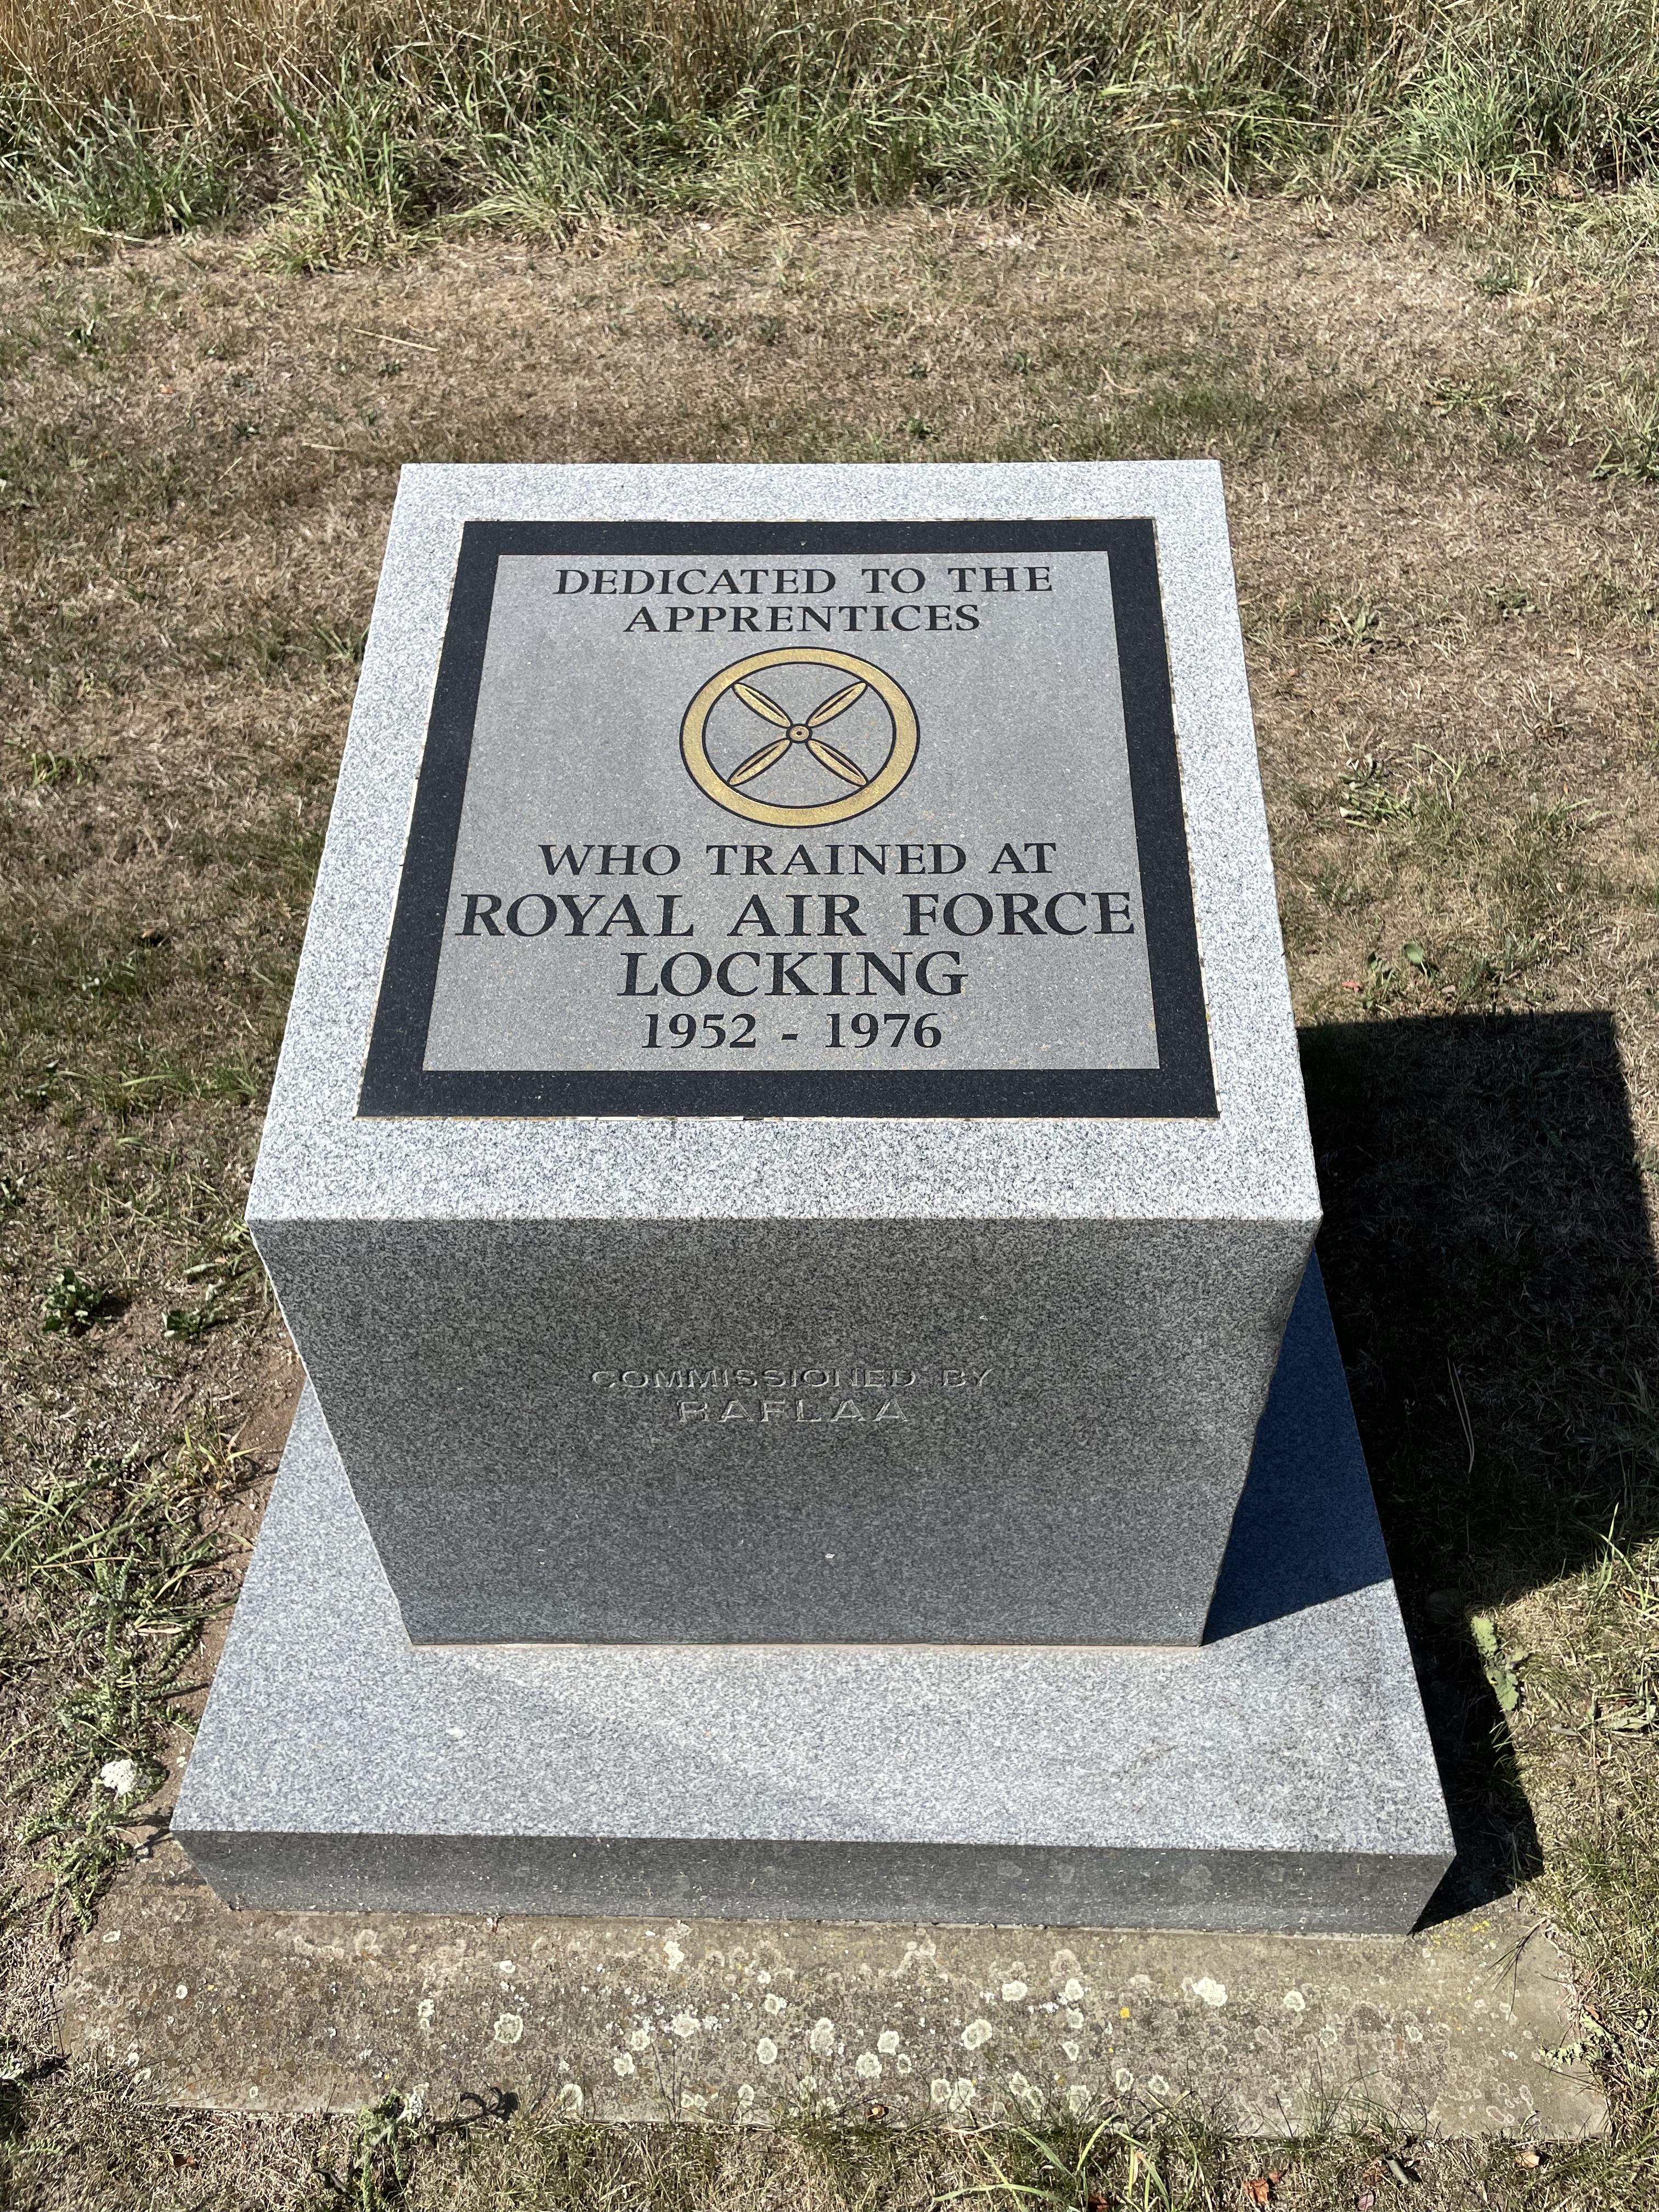 DEDICATED TO THE
APPRENTICES
WHO TRAINED AT
ROYAL AIR FORCE
LOCKING
1952 - 1976
COMMISSIONED BY
RAFLAA